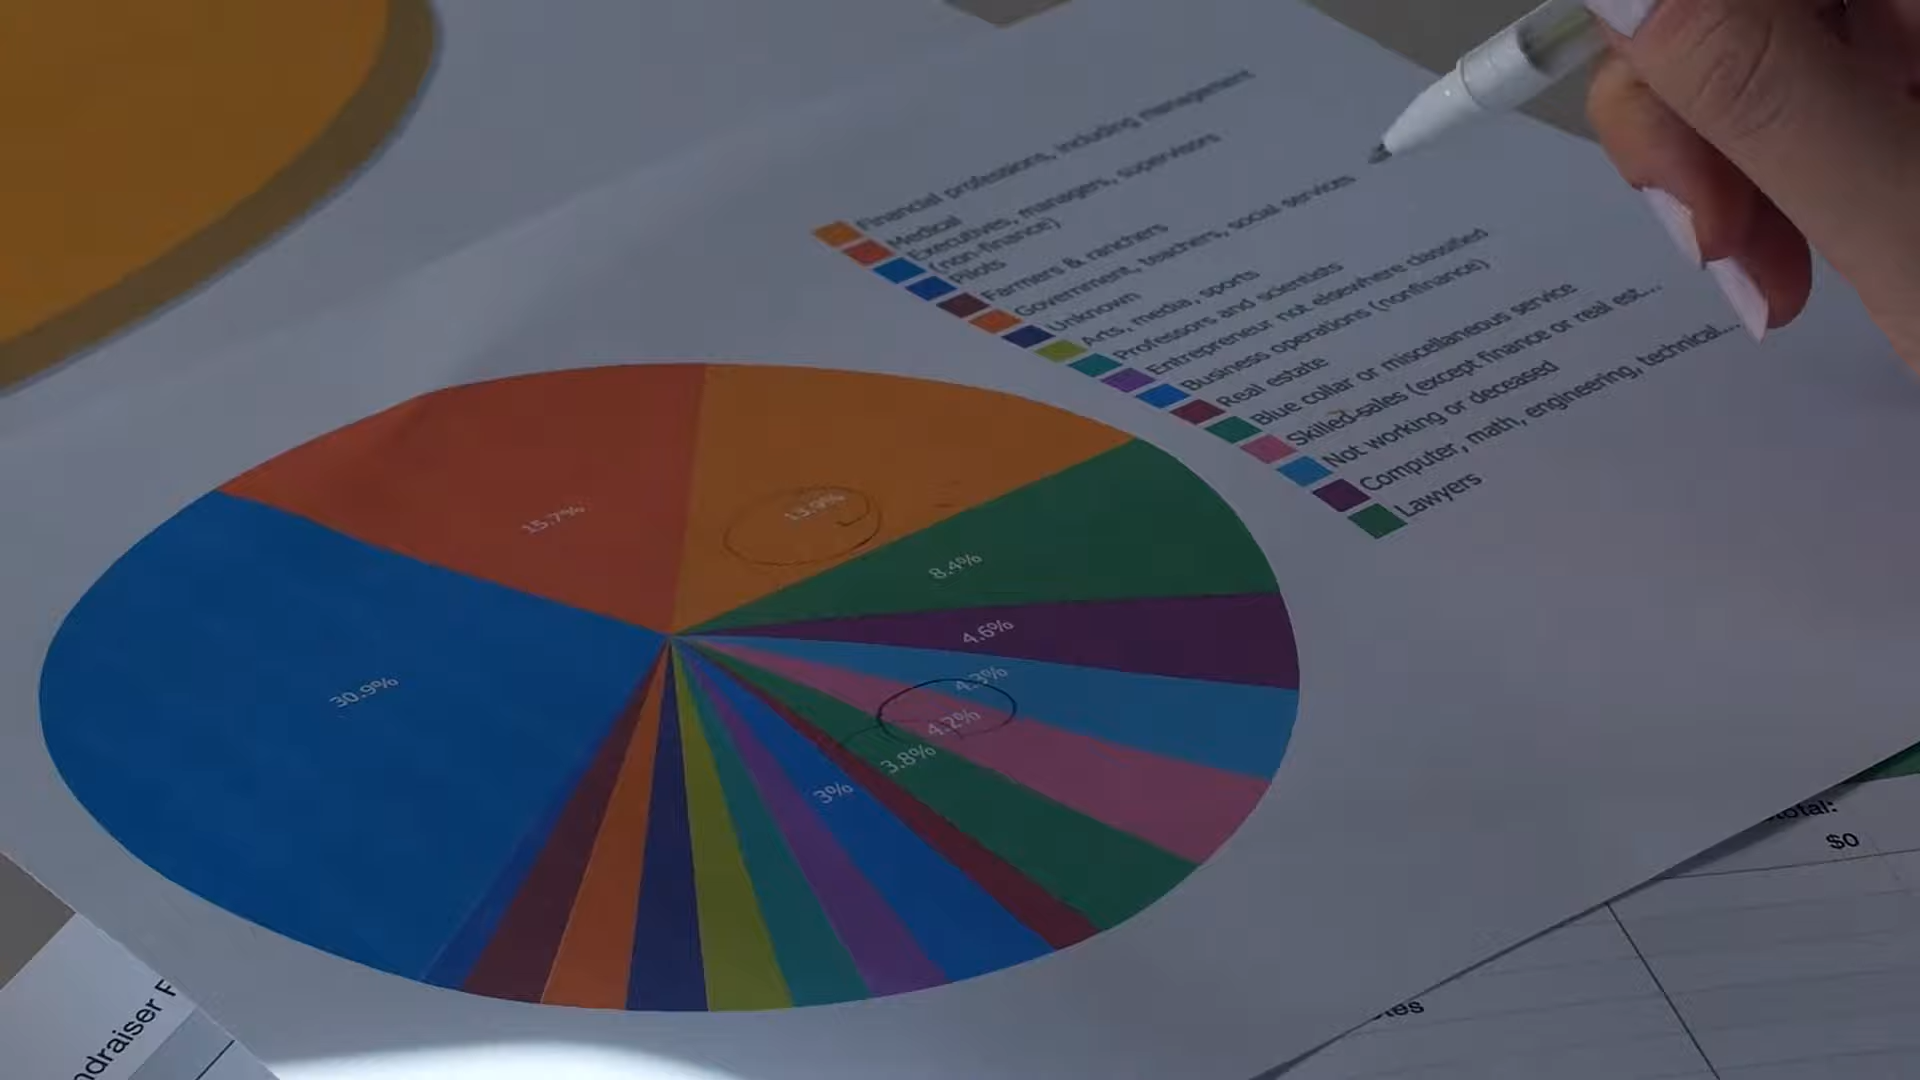 Financial professions, including management
Medical
Executives, managers, supervisors
(non-finance)
Pilots
Farmers & ranchers
Government, teachers, social services
Unknown
Arts, media, sports
Professors and scientists
Entrepreneur not elsewhere classified
Business operations (nonfinance)
Real estate
Blue collar or miscellaneous service
Skilled sales (except finance or real est...
Not working or deceased
Computer, math, engineering, technical...
Lawyers
15.7%
13.9%
8.4%
4.6%
4.3%
4.2%
3.8%
3%
30.9%
$0